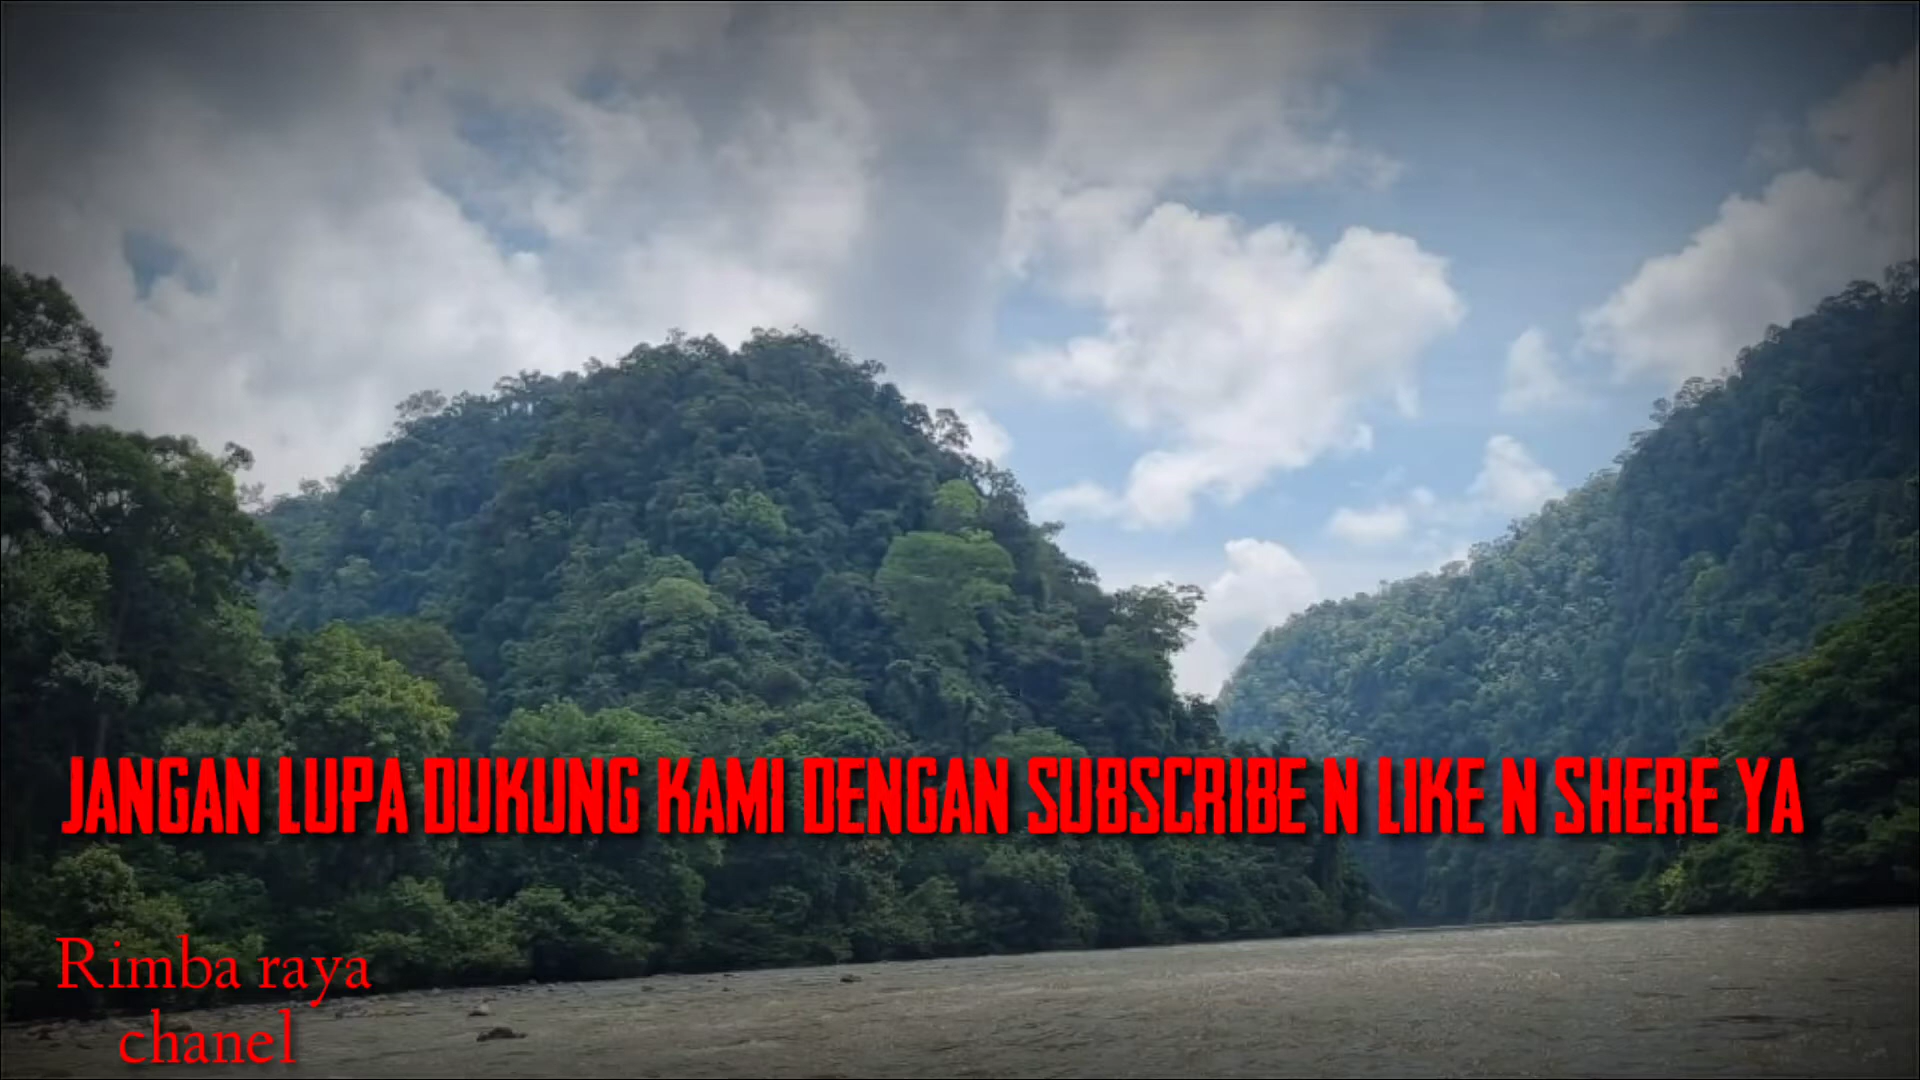 JANGAN LUPA DUKUNG KAMI DENGAN SUBSCRIBE N LIKE N SHERE YA
Rimba raya
chanel